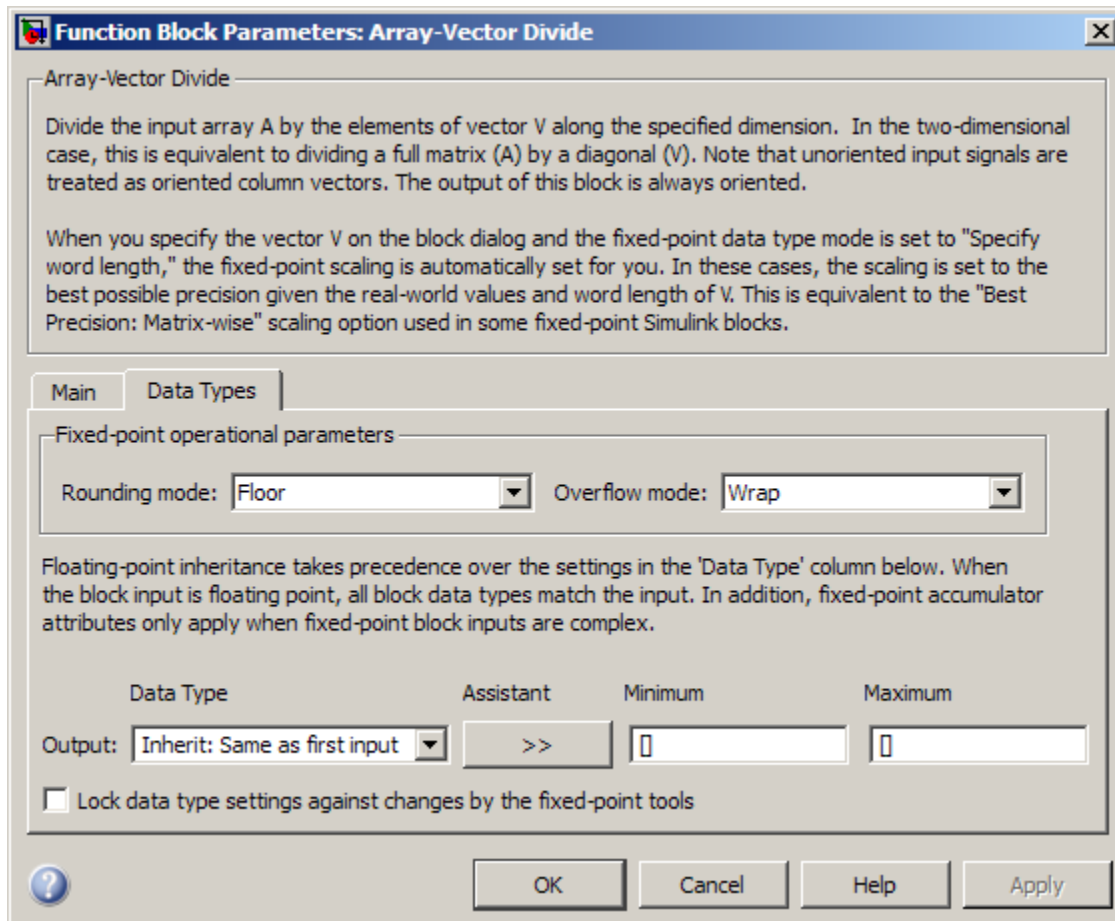 Function Block Parameters: Array-Vector Divide
Array-Vector Divide
Divide the input array A by the elements of vector V along the specified dimension.  In the two-dimensional
case, this is equivalent to dividing a full matrix (A) by a diagonal (V). Note that unoriented input signals are
treated as oriented column vectors. The output of this block is always oriented.
When you specify the vector V on the block dialog and the fixed-point data type mode is set to "Specify
word length," the fixed-point scaling is automatically set for you. In these cases, the scaling is set to the
best possible precision given the real-world values and word length of V. This is equivalent to the "Best
Precision: Matrix-wise" scaling option used in some fixed-point Simulink blocks.
Main Data Types
Fixed-point operational parameters
Rounding mode: Floor Overflow mode: Wrap
Floating-point inheritance takes precedence over the settings in the 'Data Type' column below. When
the block input is floating point, all block data types match the input. In addition, fixed-point accumulator
attributes only apply when fixed-point block inputs are complex.
Data Type Assistant Minimum Maximum
Output: Inherit: Same as first input >> [] []
Lock data type settings against changes by the fixed-point tools
? OK Cancel Help Apply